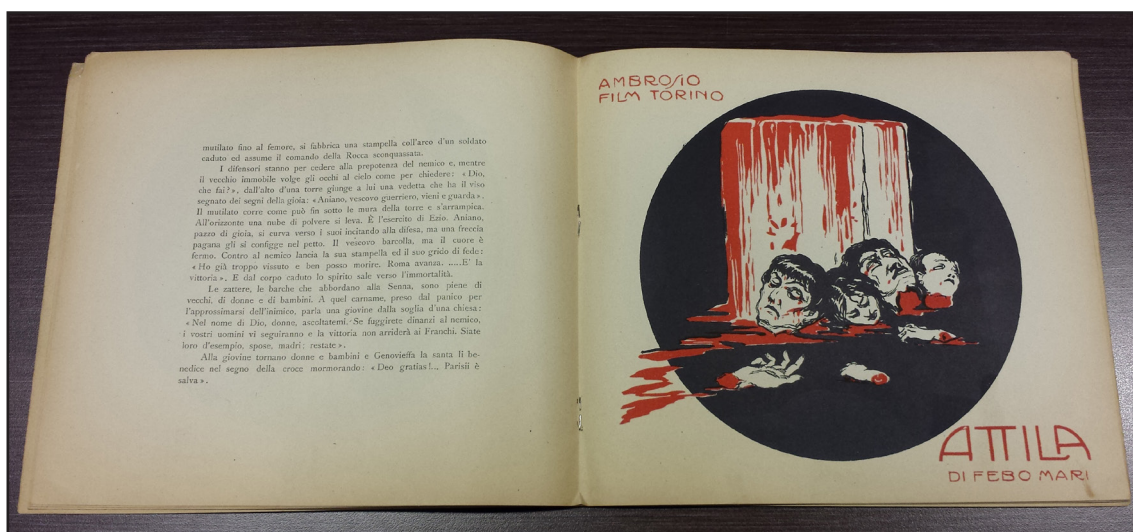 mutilato fino al femore, si fabbrica una stampella coll'arco d'un soldato
caduto ed assume il comando della Rocca sconquassata.
I difensori stanno per cedere alla prepotenza del nemico e, mentre
il vecchio immobile volge gli occhi al cielo come per chiedere: « Dio,
che fai? », dall'alto d'una torre giunge a lui una vedetta che ha il viso
segnato dei segni della gioia: « Aniano, vescovo guerriero, vieni e guarda ».
Il mutilato corre come può fin sotto le mura della torre e s'arrampica.
All'orizzonte una nube di polvere si leva. È l'esercito di Ezio. Aniano,
pazzo di gioia, si curva verso i suoi incitando alla difesa, ma una freccia
pagana gli si configge nel petto. Il vescovo barcolla, ma il cuore è
fermo. Contro al nemico lancia la sua stampella ed il suo grido di fede:
« Ho già troppo vissuto e ben posso morire. Roma avanza. .....E' la
vittoria ». E dal corpo caduto lo spirito sale verso l'immortalità.
Le zattere, le barche che abbordano alla Senna, sono piene di
vecchi, di donne e di bambini. A quel carname, preso dal panico per
l'approssimarsi dell'inimico, parla una giovine dalla soglia d'una chiesa:
« Nel nome di Dio, donne, ascoltatemi. Se fuggirete dinanzi al nemico,
i vostri uomini vi seguiranno e la vittoria non arriderà ai Franchi. Siate
loro d'esempio, spose, madri: restate ».
Alla giovine tornano donne e bambini e Genovieffa la santa li be-
nedice nel segno della croce mormorando: « Deo gratias!.., Parisii è
salva ».
AMBROSIO
FILM TORINO
ATTILA
DI FEBO MARI